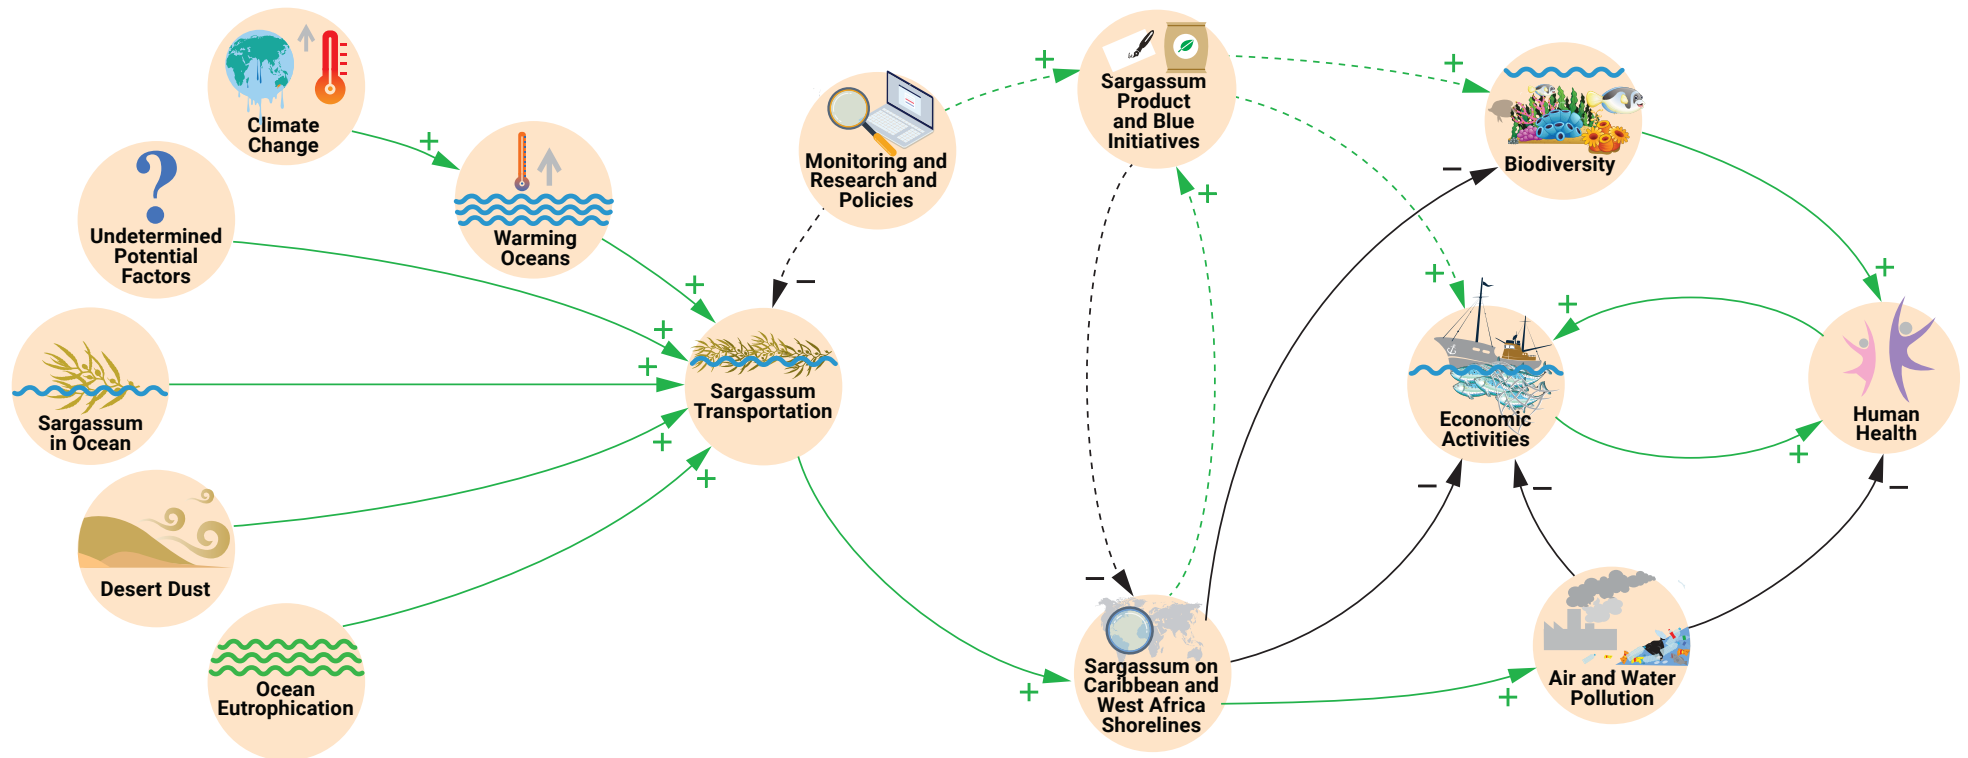 Climate
Change
+
Undetermined
Potential
Factors
Warming
Oceans
+
+
Sargassum
in Ocean
+
Desert Dust
+
Ocean
Eutrophication
+
Monitoring and
Research and
Policies
−
Sargassum
Transportation
+
Sargassum
Product
and Blue
Initiatives
+
+
−
Sargassum on
Caribbean and
West Africa
Shorelines
+
Biodiversity
+
−
Economic
Activities
+
+
−
−
Human
Health
+
+
−
Air and Water
Pollution
+